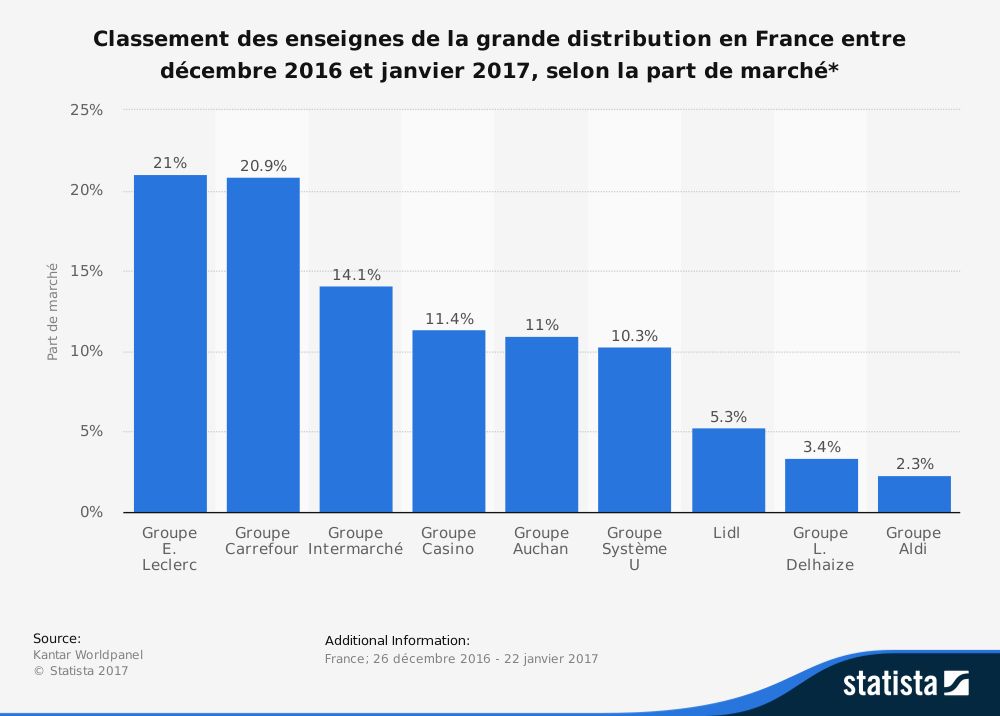 Classement des enseignes de la grande distribution en France entre
décembre 2016 et janvier 2017, selon la part de marché*
Part de marché
25%
20%
15%
10%
5%
0%
21%
20.9%
14.1%
11.4%
11%
10.3%
5.3%
3.4%
2.3%
Groupe
E.
Leclerc
Groupe
Carrefour
Groupe
Intermarché
Groupe
Casino
Groupe
Auchan
Groupe
Système
U
Lidl
Groupe
L.
Delhaize
Groupe
Aldi
Source:
Kantar Worldpanel
© Statista 2017
Additional Information:
France; 26 décembre 2016 - 22 janvier 2017
statista